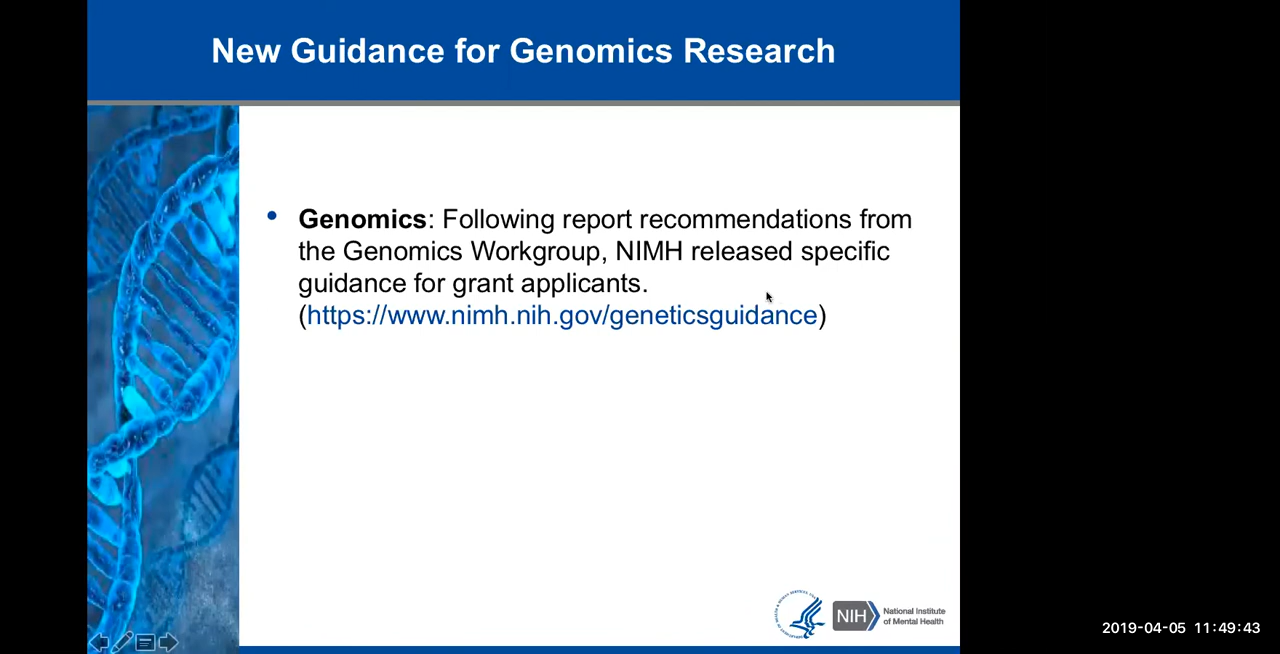 New Guidance for Genomics Research
• Genomics: Following report recommendations from
the Genomics Workgroup, NIMH released specific
guidance for grant applicants.
(https://www.nimh.nih.gov/geneticsguidance)
NIH
National Institute
of Mental Health
2019-04-05 11:49:43